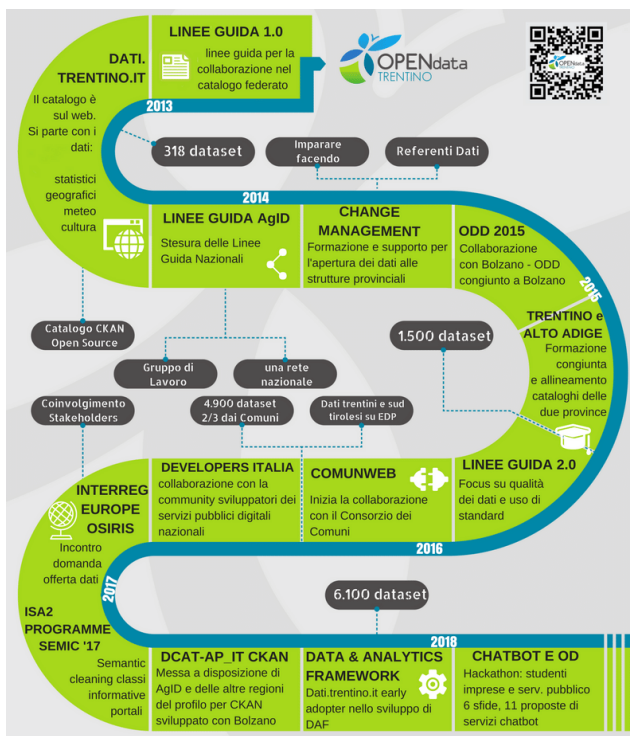 LINEE GUIDA 1.0
linee guida per la
collaborazione nel
catalogo federato
OPENdata
TRENTINO
OPENdata
DATI.
TRENTINO.IT
Il catalogo è
sul web.
Si parte con i
dati:
statistici
geografici
meteo
cultura
2013
318 dataset
Imparare
facendo
Referenti Dati
2014
LINEE GUIDA AgID
Stesura delle Linee
Guida Nazionali
CHANGE
MANAGEMENT
Formazione e supporto per
l'apertura dei dati alle
strutture provinciali
ODD 2015
Collaborazione
con Bolzano - ODD
congiunto a Bolzano
2015
Catalogo CKAN
Open Source
Gruppo di
Lavoro
una rete
nazionale
1.500 dataset
TRENTINO e
ALTO ADIGE
Formazione
congiunta
e allineamento
cataloghi delle
due province
Coinvolgimento
Stakeholders
4.900 dataset
2/3 dai Comuni
Dati trentini e sud
tirolesi su EDP
LINEE GUIDA 2.0
Focus su qualità
dei dati e uso di
standard
COMUNWEB
Inizia la collaborazione
con il Consorzio dei
Comuni
DEVELOPERS ITALIA
collaborazione con la
community sviluppatori dei
servizi pubblici digitali
nazionali
2016
INTERREG
EUROPE
OSIRIS
Incontro
domanda
offerta dati
2017
ISA2
PROGRAMME
SEMIC '17
Semantic
cleaning classi
informative
portali
6.100 dataset
2018
DCAT-AP_IT CKAN
Messa a disposizione di
AgID e delle altre regioni
del profilo per CKAN
sviluppato con Bolzano
DATA & ANALYTICS
FRAMEWORK
Dati.trentino.it early
adopter nello sviluppo di
DAF
CHATBOT E OD
Hackathon: studenti
imprese e serv. pubblico
6 sfide, 11 proposte di
servizi chatbot